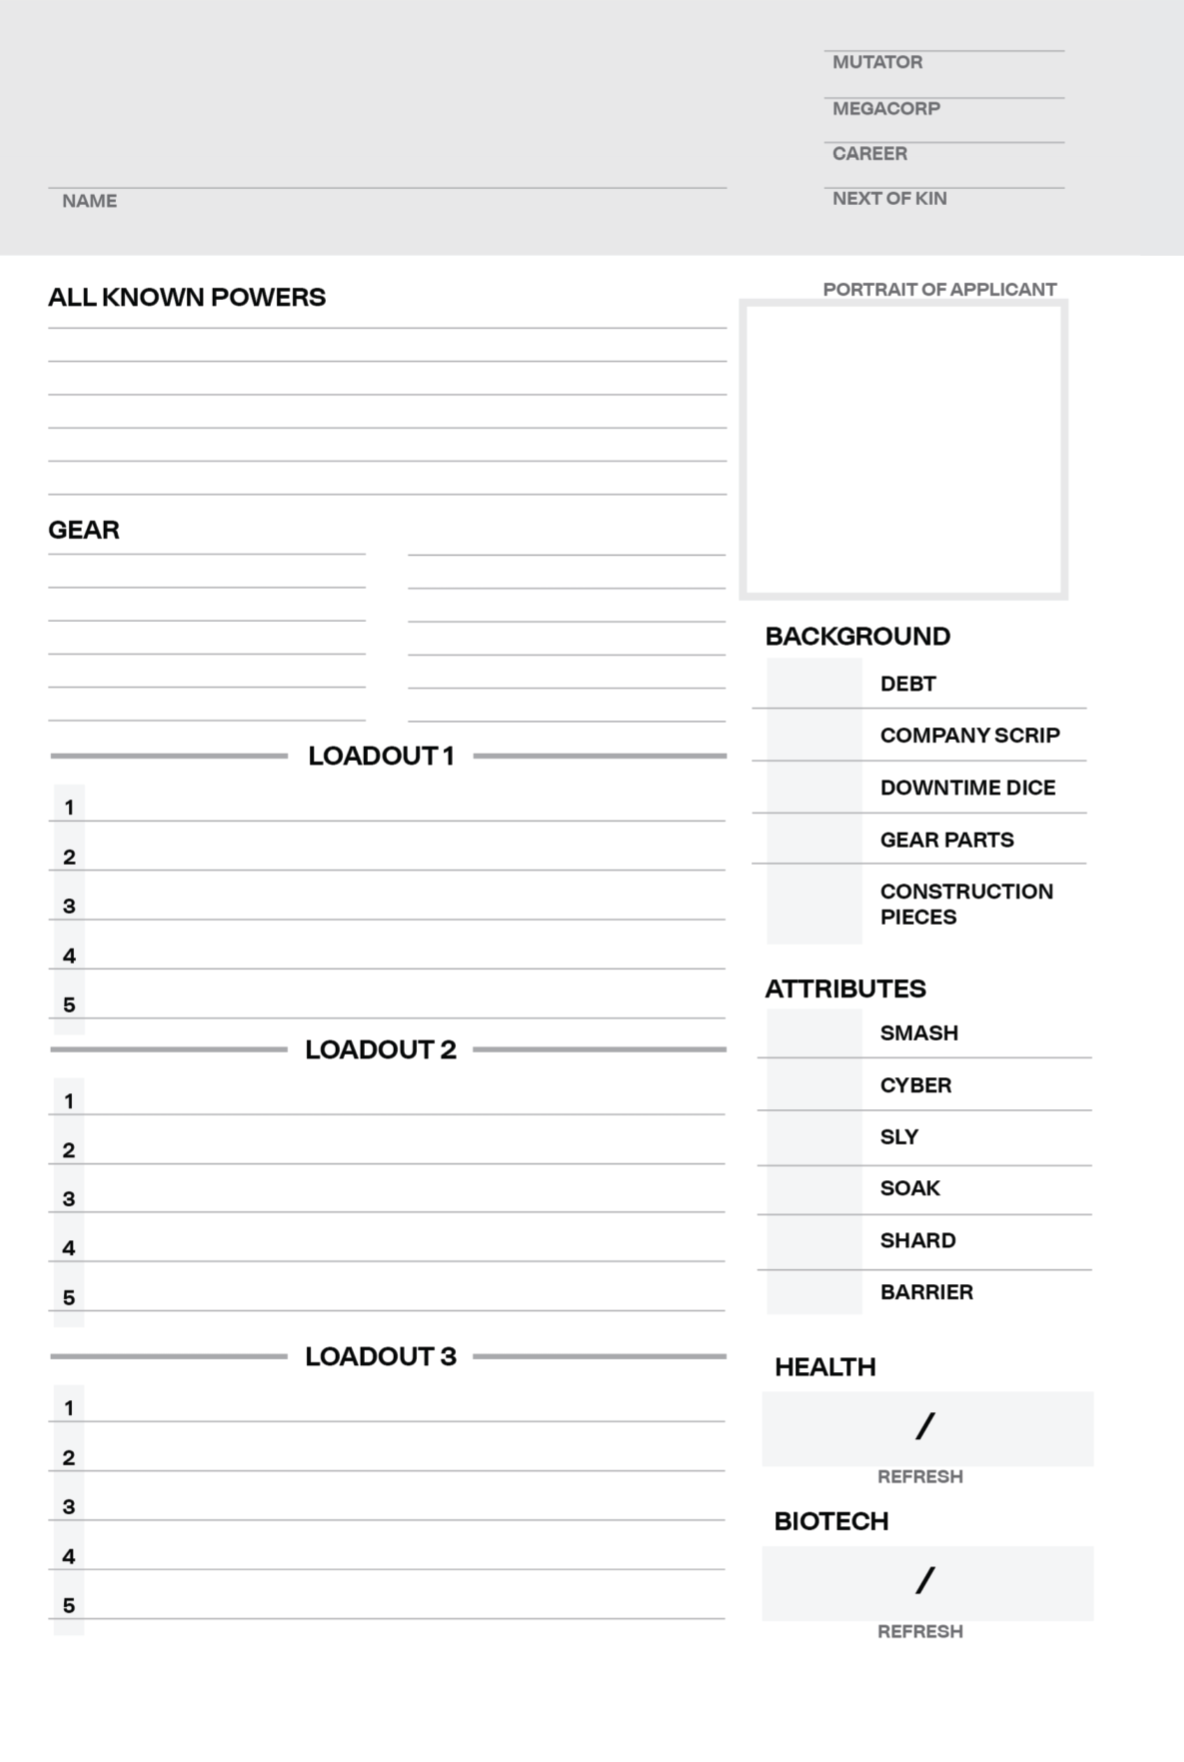 MUTATOR
MEGACORP
CAREER
NEXT OF KIN
NAME
ALL KNOWN POWERS
GEAR
LOADOUT 1
1
2
3
4
5
LOADOUT 2
1
2
3
4
5
LOADOUT 3
1
2
3
4
5
PORTRAIT OF APPLICANT
BACKGROUND
DEBT
COMPANY SCRIP
DOWNTIME DICE
GEAR PARTS
CONSTRUCTION
PIECES
ATTRIBUTES
SMASH
CYBER
SLY
SOAK
SHARD
BARRIER
HEALTH
/
REFRESH
BIOTECH
/
REFRESH